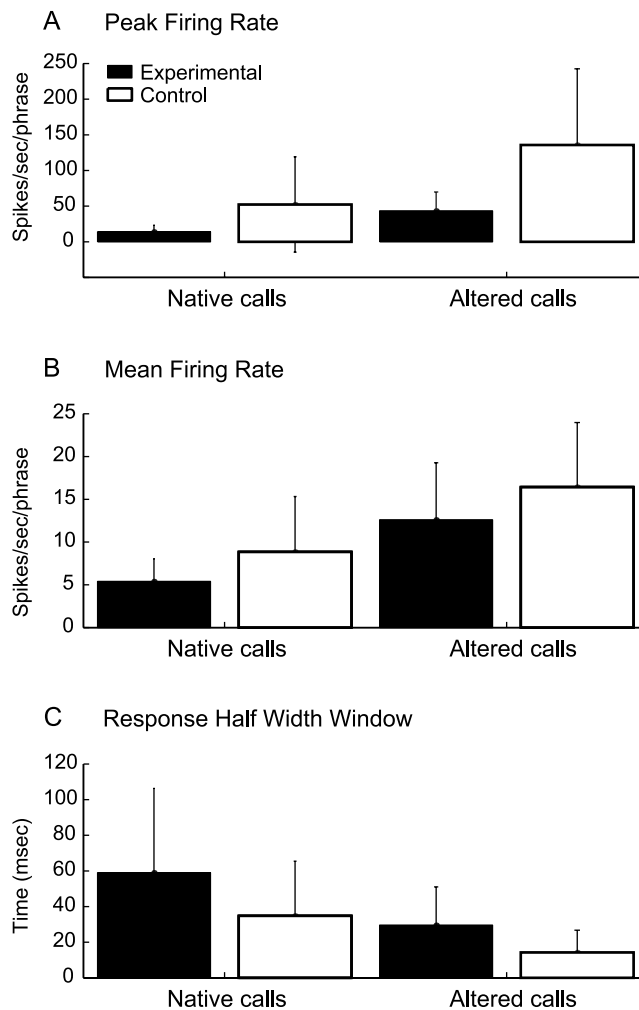 A Peak Firing Rate
Spikes/sec/phrase
250
200
150
100
50
0
Experimental
Control
Native calls Altered calls
B Mean Firing Rate
Spikes/sec/phrase
25
20
15
10
5
0
Native calls Altered calls
C Response Half Width Window
Time (msec)
120
100
80
60
40
20
0
Native calls Altered calls